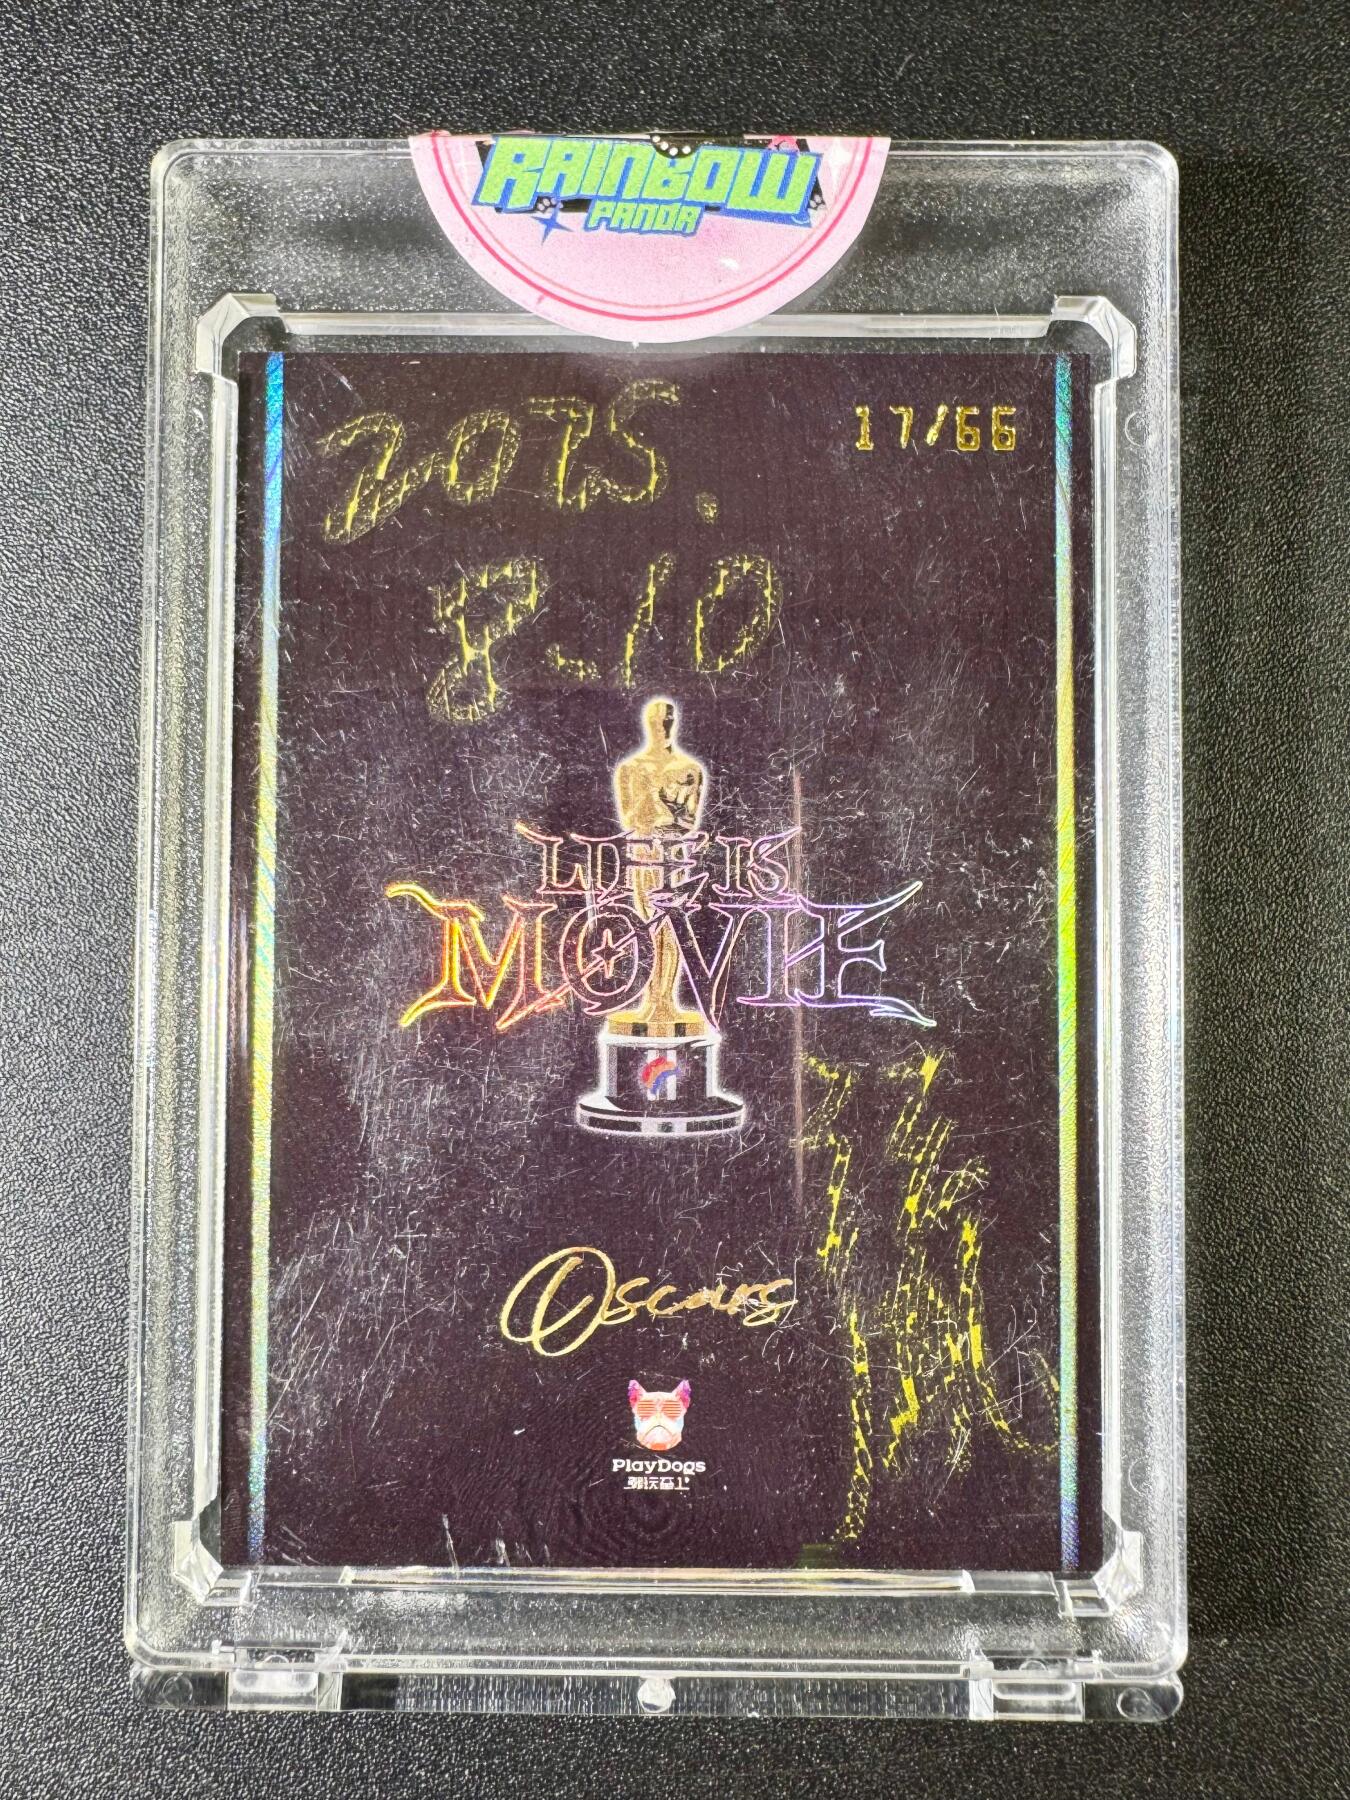 RAINBOW
PANDA
17/66
2025.
8.10
LIFE IS
MOVIE
Oscars
PlayDogs